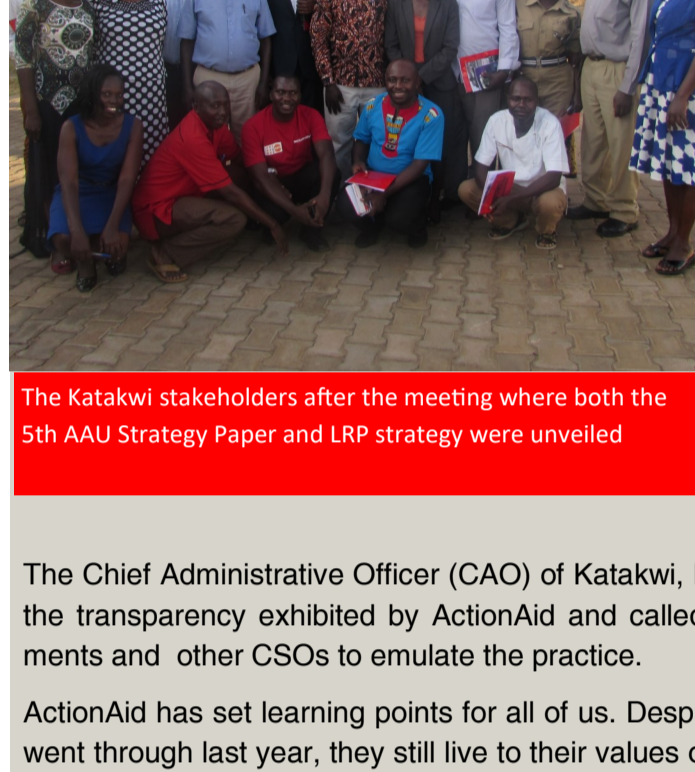 The Katakwi stakeholders after the meeting where both the
5th AAU Strategy Paper and LRP strategy were unveiled
The Chief Administrative Officer (CAO) of Katakwi,
the transparency exhibited by ActionAid and
ments and other CSOs to emulate the practice.
ActionAid has set learning points for all of us.
went through last year, they still live to their values